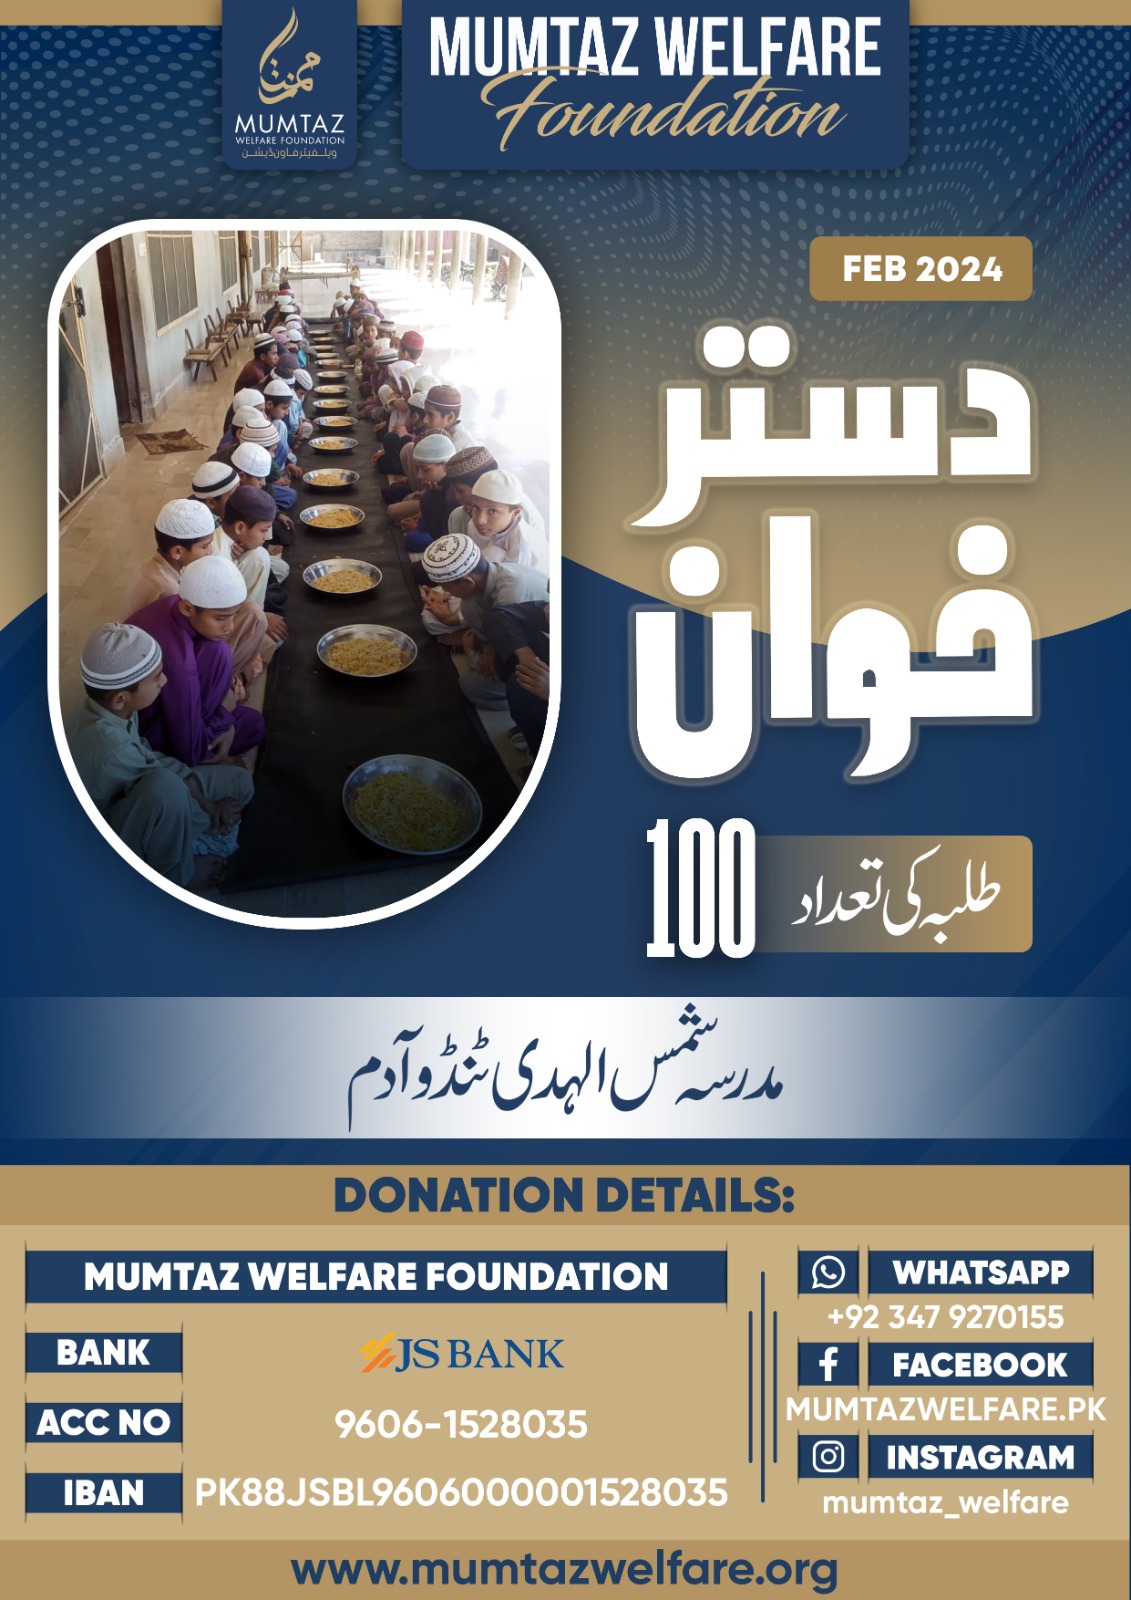 ممتاز
MUMTAZ
WELFARE FOUNDATION
ویلفیئر فاونڈیشن
MUMTAZ WELFARE
Foundation
FEB 2024
دستر
خوان
طلبہ کی تعداد 100
مدرسہ شمس الہدی ٹنڈو آدم
DONATION DETAILS:
MUMTAZ WELFARE FOUNDATION
BANK JS BANK
ACC NO 9606-1528035
IBAN PK88JSBL9606000001528035
WHATSAPP
+92 347 9270155
FACEBOOK
MUMTAZWELFARE.PK
INSTAGRAM
mumtaz_welfare
www.mumtazwelfare.org